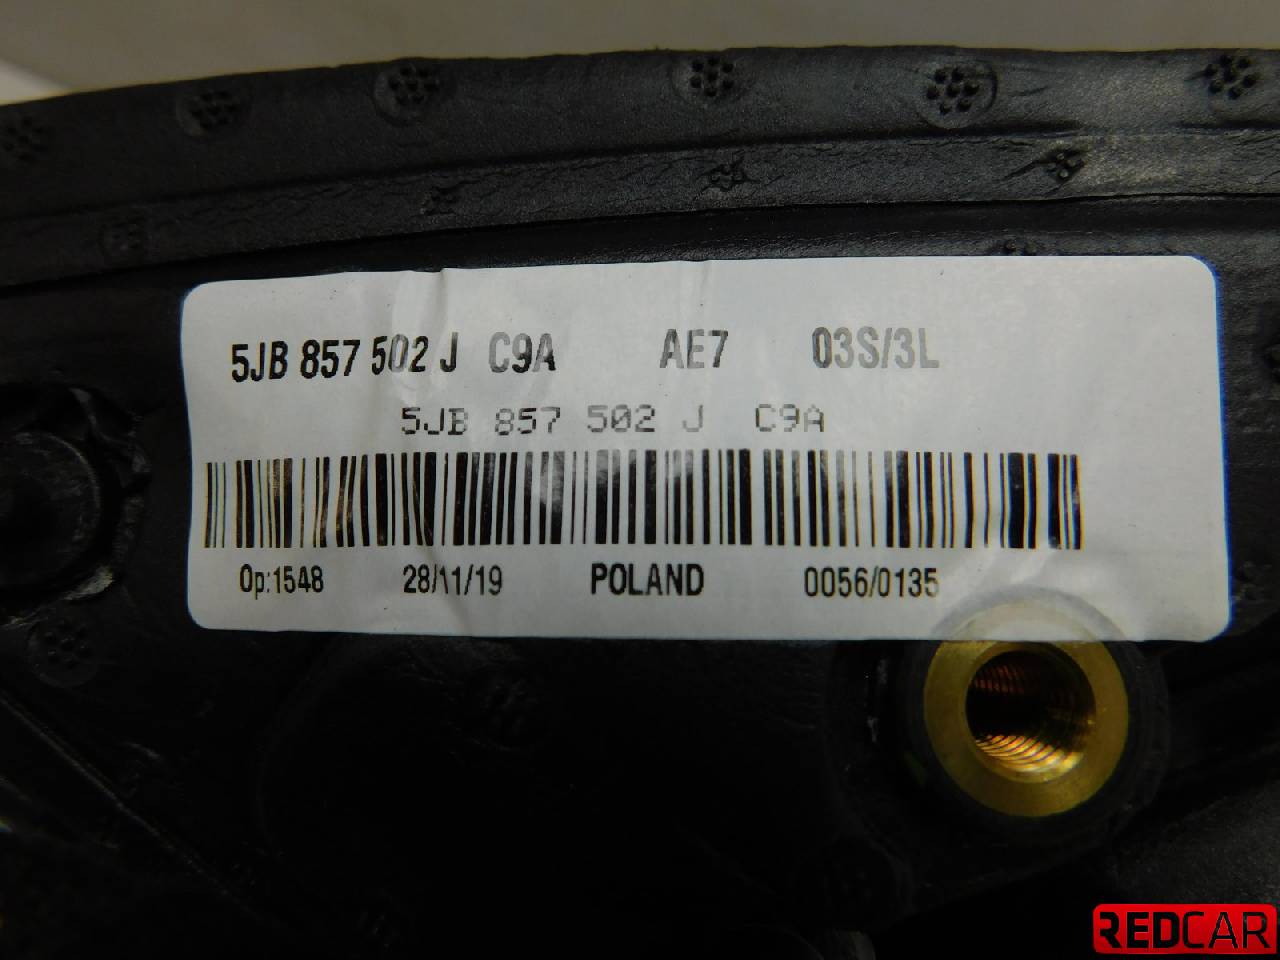 5JB 857 502 J C9A AE7 03S/3L
5JB 857 502 J C9A
Op:1548 28/11/19 POLAND 0056/0135
REDCAR